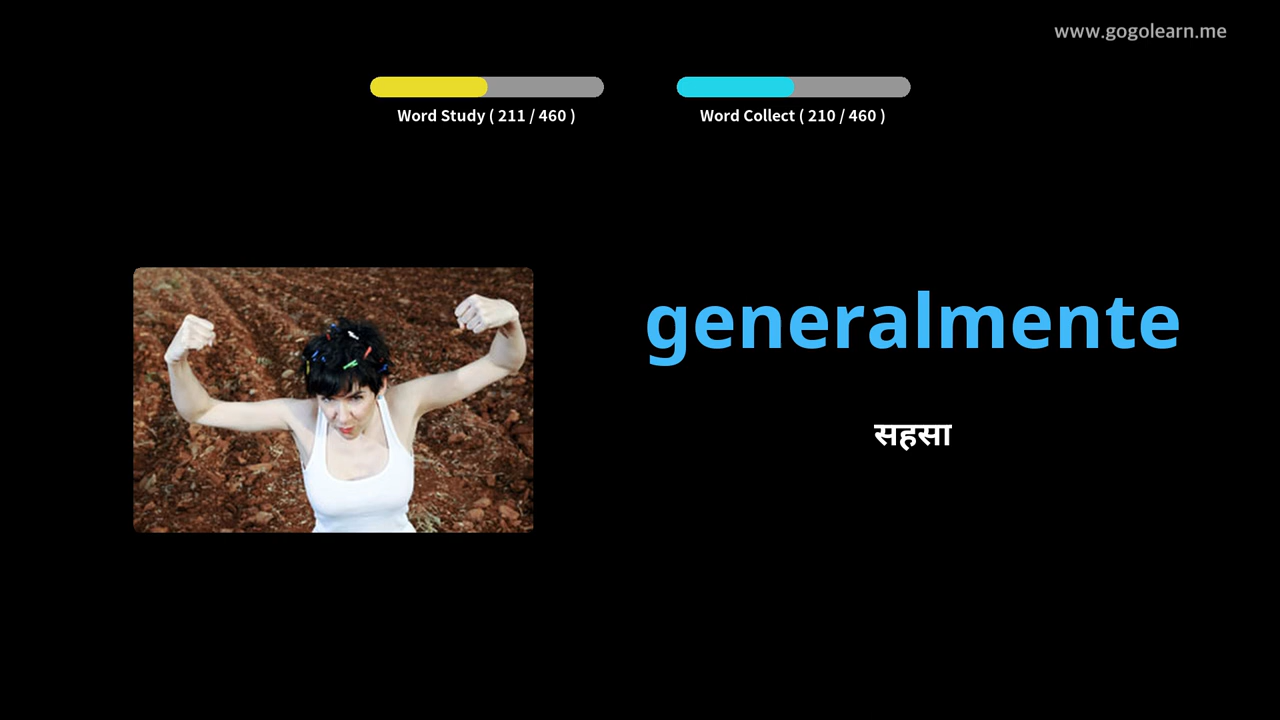 www.gogolearn.me
Word Study ( 211 / 460 )
Word Collect ( 210 / 460 )
generalmente
सहसा